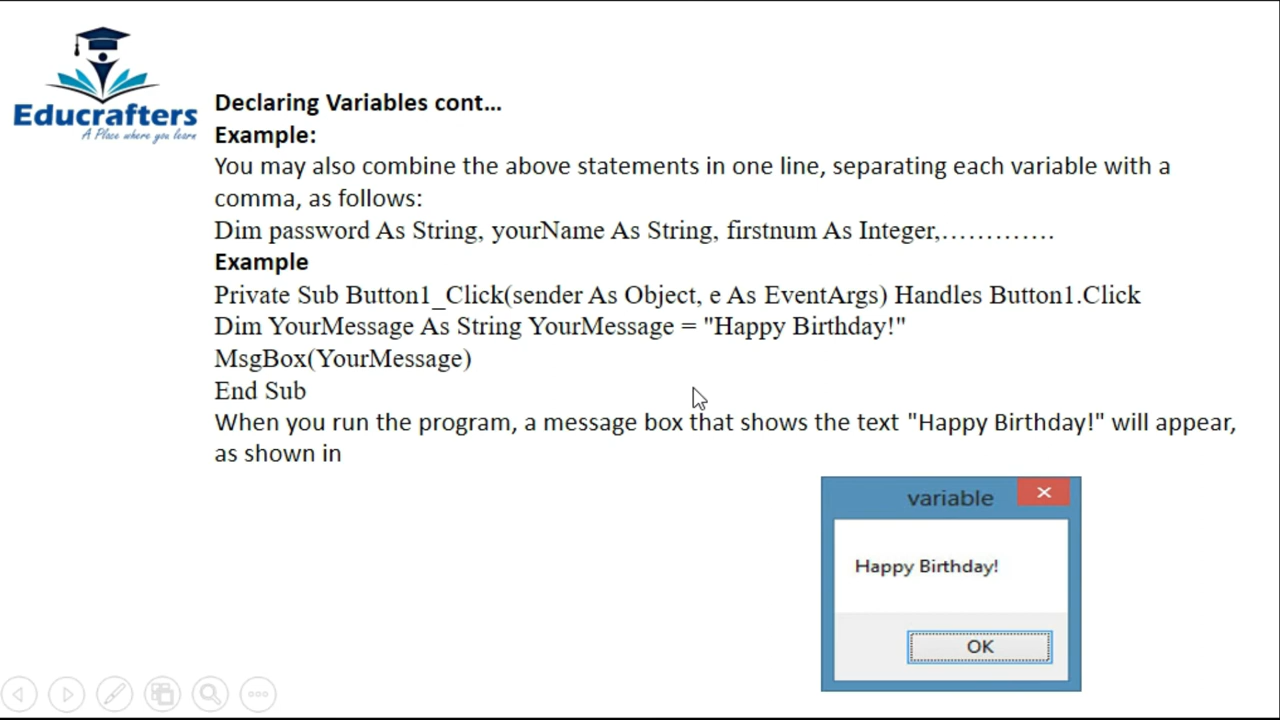 Educrafters
A Place where you learn
Declaring Variables cont...
Example:
You may also combine the above statements in one line, separating each variable with a
comma, as follows:
Dim password As String, yourName As String, firstnum As Integer,………….
Example
Private Sub Button1_Click(sender As Object, e As EventArgs) Handles Button1.Click
Dim YourMessage As String YourMessage = "Happy Birthday!"
MsgBox(YourMessage)
End Sub
When you run the program, a message box that shows the text "Happy Birthday!" will appear,
as shown in
variable
Happy Birthday!
OK